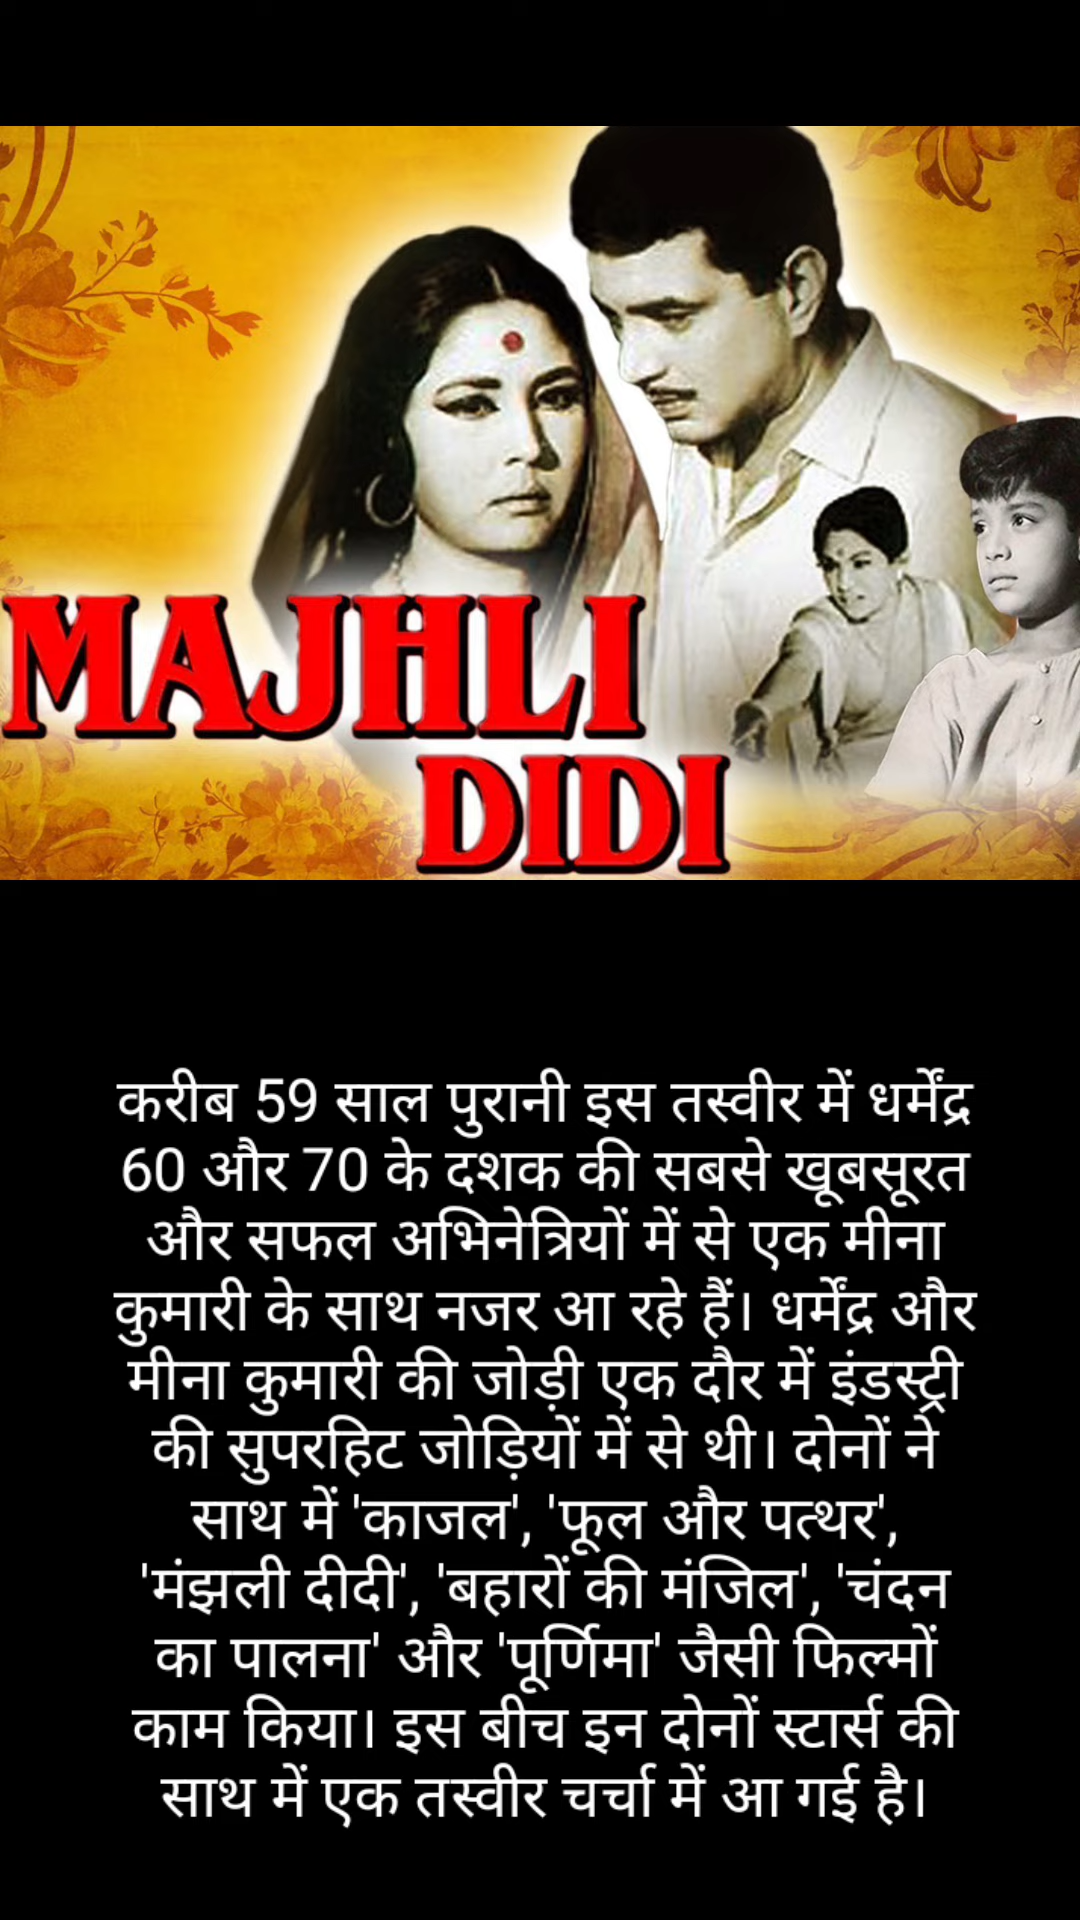 MAJHLI
DIDI
करीब 59 साल पुरानी इस तस्वीर में धर्मेंद्र
60 और 70 के दशक की सबसे खूबसूरत
और सफल अभिनेत्रियों में से एक मीना
कुमारी के साथ नजर आ रहे हैं। धर्मेंद्र और
मीना कुमारी की जोड़ी एक दौर में इंडस्ट्री
की सुपरहिट जोड़ियों में से थी। दोनों ने
साथ में 'काजल', 'फूल और पत्थर',
'मंझली दीदी', 'बहारों की मंजिल', 'चंदन
का पालना' और 'पूर्णिमा' जैसी फिल्मों
काम किया। इस बीच इन दोनों स्टार्स की
साथ में एक तस्वीर चर्चा में आ गई है।